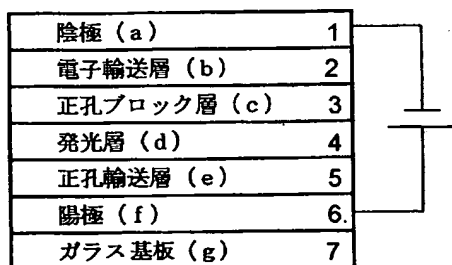 陰極（a） 1
電子輸送層（b） 2
正孔ブロック層（c） 3
発光層（d） 4
正孔輸送層（e） 5
陽極（f） 6.
ガラス基板（g） 7